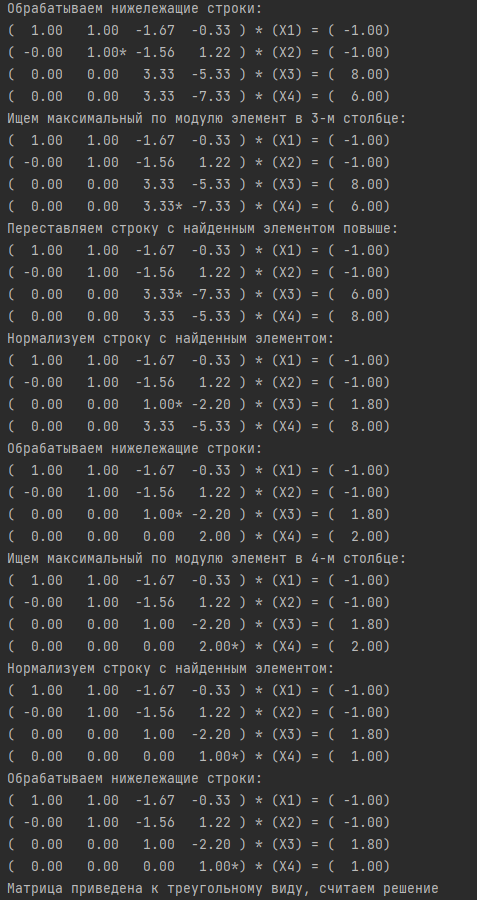 Обрабатываем нижележащие строки:
(  1.00   1.00  -1.67  -0.33 ) * (X1) = ( -1.00)
( -0.00   1.00* -1.56   1.22 ) * (X2) = ( -1.00)
(  0.00   0.00   3.33  -5.33 ) * (X3) = (  8.00)
(  0.00   0.00   3.33  -7.33 ) * (X4) = (  6.00)
Ищем максимальный по модулю элемент в 3-м столбце:
(  1.00   1.00  -1.67  -0.33 ) * (X1) = ( -1.00)
( -0.00   1.00  -1.56   1.22 ) * (X2) = ( -1.00)
(  0.00   0.00   3.33  -5.33 ) * (X3) = (  8.00)
(  0.00   0.00   3.33* -7.33 ) * (X4) = (  6.00)
Переставляем строку с найденным элементом повыше:
(  1.00   1.00  -1.67  -0.33 ) * (X1) = ( -1.00)
( -0.00   1.00  -1.56   1.22 ) * (X2) = ( -1.00)
(  0.00   0.00   3.33* -7.33 ) * (X3) = (  6.00)
(  0.00   0.00   3.33  -5.33 ) * (X4) = (  8.00)
Нормализуем строку с найденным элементом:
(  1.00   1.00  -1.67  -0.33 ) * (X1) = ( -1.00)
( -0.00   1.00  -1.56   1.22 ) * (X2) = ( -1.00)
(  0.00   0.00   1.00* -2.20 ) * (X3) = (  1.80)
(  0.00   0.00   3.33  -5.33 ) * (X4) = (  8.00)
Обрабатываем нижележащие строки:
(  1.00   1.00  -1.67  -0.33 ) * (X1) = ( -1.00)
( -0.00   1.00  -1.56   1.22 ) * (X2) = ( -1.00)
(  0.00   0.00   1.00* -2.20 ) * (X3) = (  1.80)
(  0.00   0.00   0.00   2.00 ) * (X4) = (  2.00)
Ищем максимальный по модулю элемент в 4-м столбце:
(  1.00   1.00  -1.67  -0.33 ) * (X1) = ( -1.00)
( -0.00   1.00  -1.56   1.22 ) * (X2) = ( -1.00)
(  0.00   0.00   1.00  -2.20 ) * (X3) = (  1.80)
(  0.00   0.00   0.00   2.00*) * (X4) = (  2.00)
Нормализуем строку с найденным элементом:
(  1.00   1.00  -1.67  -0.33 ) * (X1) = ( -1.00)
( -0.00   1.00  -1.56   1.22 ) * (X2) = ( -1.00)
(  0.00   0.00   1.00  -2.20 ) * (X3) = (  1.80)
(  0.00   0.00   0.00   1.00*) * (X4) = (  1.00)
Обрабатываем нижележащие строки:
(  1.00   1.00  -1.67  -0.33 ) * (X1) = ( -1.00)
( -0.00   1.00  -1.56   1.22 ) * (X2) = ( -1.00)
(  0.00   0.00   1.00  -2.20 ) * (X3) = (  1.80)
(  0.00   0.00   0.00   1.00*) * (X4) = (  1.00)
Матрица приведена к треугольному виду, считаем решение